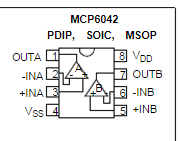 MCP6042
PDIP, SOIC, MSOP
OUTA 1 8 VDD
-INA 2 A 7 OUTB
+INA 3 B 6 -INB
VSS 4 5 +INB